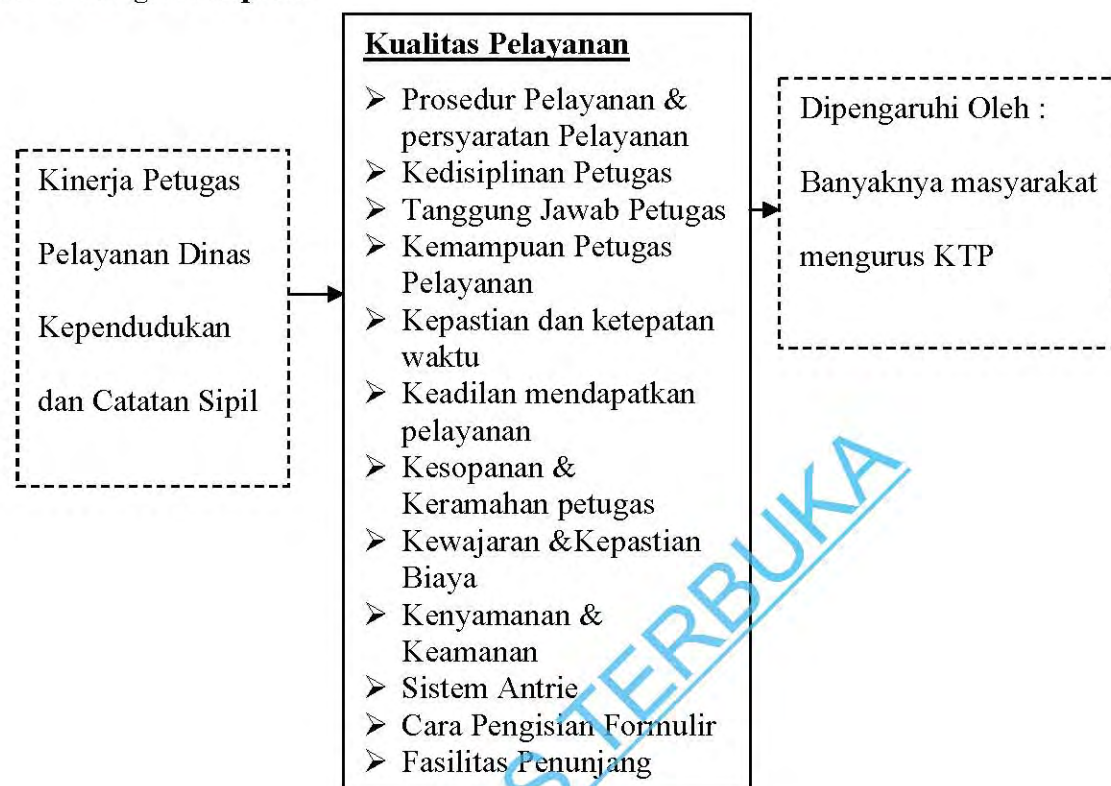 Kinerja Petugas
Pelayanan Dinas
Kependudukan
dan Catatan Sipil
Kualitas Pelayanan
➢ Prosedur Pelayanan &
persyaratan Pelayanan
➢ Kedisiplinan Petugas
➢ Tanggung Jawab Petugas
➢ Kemampuan Petugas
Pelayanan
➢ Kepastian dan ketepatan
waktu
➢ Keadilan mendapatkan
pelayanan
➢ Kesopanan &
Keramahan petugas
➢ Kewajaran &Kepastian
Biaya
➢ Kenyamanan &
Keamanan
➢ Sistem Antrie
➢ Cara Pengisian Formulir
➢ Fasilitas Penunjang
Dipengaruhi Oleh :
Banyaknya masyarakat
mengurus KTP
S TERBUKA